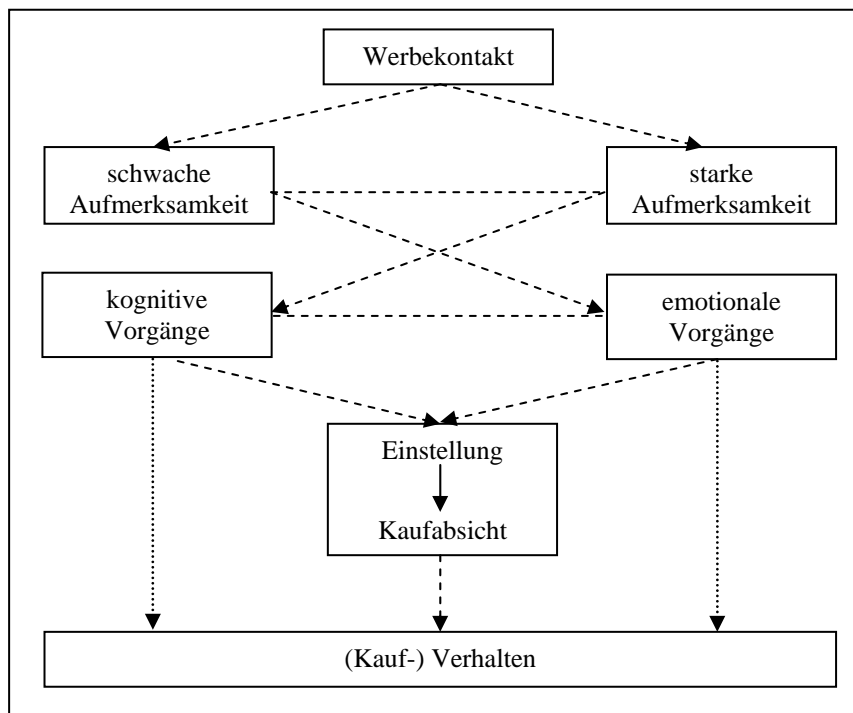 Werbekontakt
schwache
Aufmerksamkeit
starke
Aufmerksamkeit
kognitive
Vorgänge
emotionale
Vorgänge
Einstellung
Kaufabsicht
(Kauf-) Verhalten